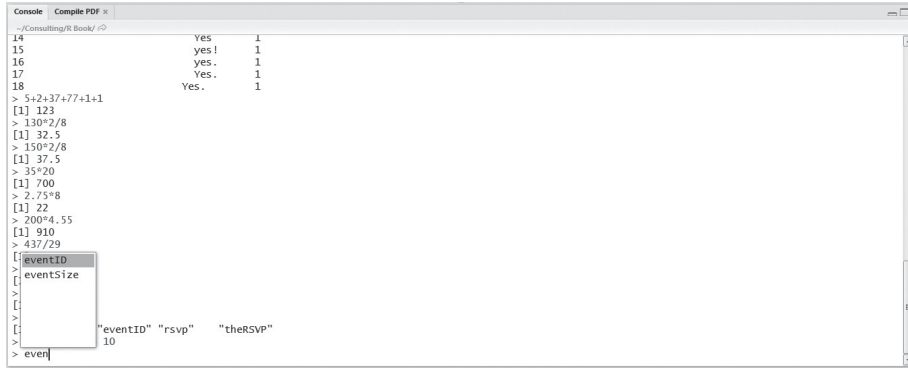 Console Compile PDF ×
~/Consulting/R Book/
14 Yes 1
15 yes! 1
16 yes. 1
17 Yes. 1
18 Yes. 1
> 5+2+37+77+1+1
[1] 123
> 130*2/8
[1] 32.5
> 150*2/8
[1] 37.5
> 35*20
[1] 700
> 2.75*8
[1] 22
> 200*4.55
[1] 910
> 437/29
[
eventID
>
eventSize
[
>
[
>
[ "eventID" "rsvp" "theRSVP"
> 10
> even